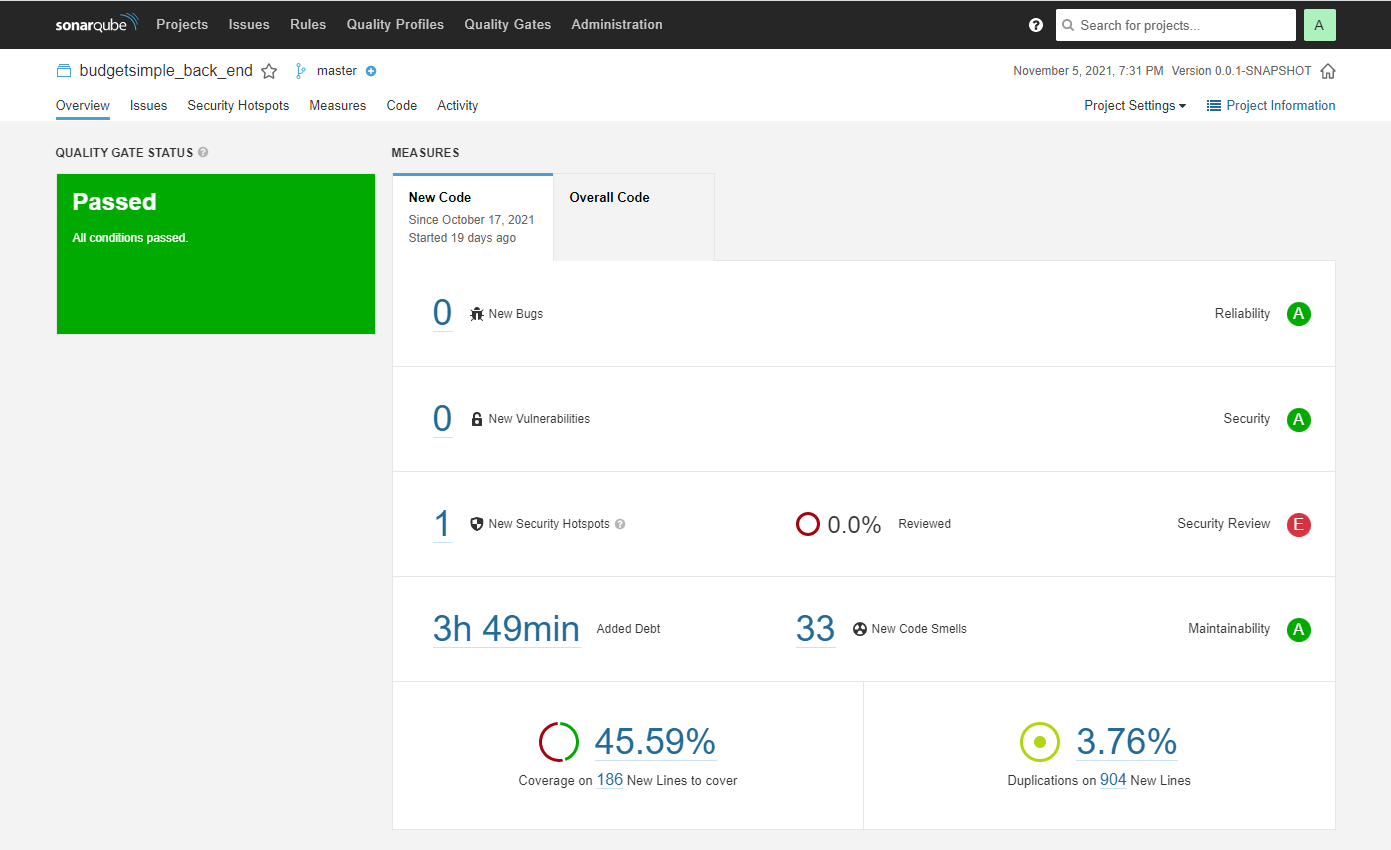 sonarqube Projects Issues Rules Quality Profiles Quality Gates Administration ? Search for projects... A
budgetsimple_back_end master November 5, 2021, 7:31 PM Version 0.0.1-SNAPSHOT
Overview Issues Security Hotspots Measures Code Activity Project Settings Project Information
QUALITY GATE STATUS ?
Passed
All conditions passed.
MEASURES
New Code
Since October 17, 2021
Started 19 days ago
Overall Code
0 New Bugs Reliability A
0 New Vulnerabilities Security A
1 New Security Hotspots ? 0.0% Reviewed Security Review E
3h 49min Added Debt 33 New Code Smells Maintainability A
45.59%
Coverage on 186 New Lines to cover
3.76%
Duplications on 904 New Lines